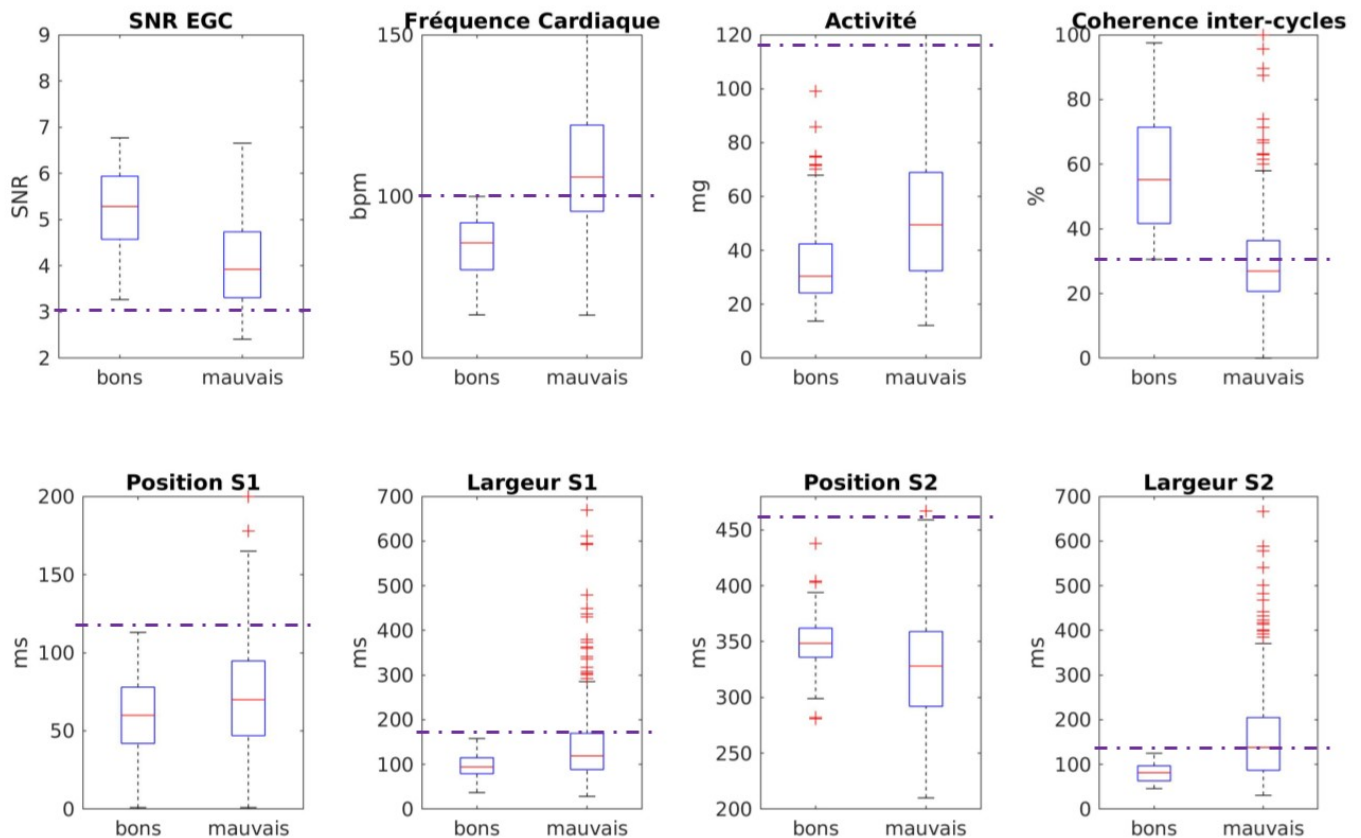 SNR EGC
9
8
7
6
5
4
3
2
SNR
bons mauvais
Fréquence Cardiaque
150
100
50
bpm
bons mauvais
Activité
120
100
80
60
40
20
0
mg
bons mauvais
Coherence inter-cycles
100
80
60
40
20
0
%
bons mauvais
Position S1
200
150
100
50
0
ms
bons mauvais
Largeur S1
700
600
500
400
300
200
100
0
ms
bons mauvais
Position S2
450
400
350
300
250
200
ms
bons mauvais
Largeur S2
700
600
500
400
300
200
100
0
ms
bons mauvais